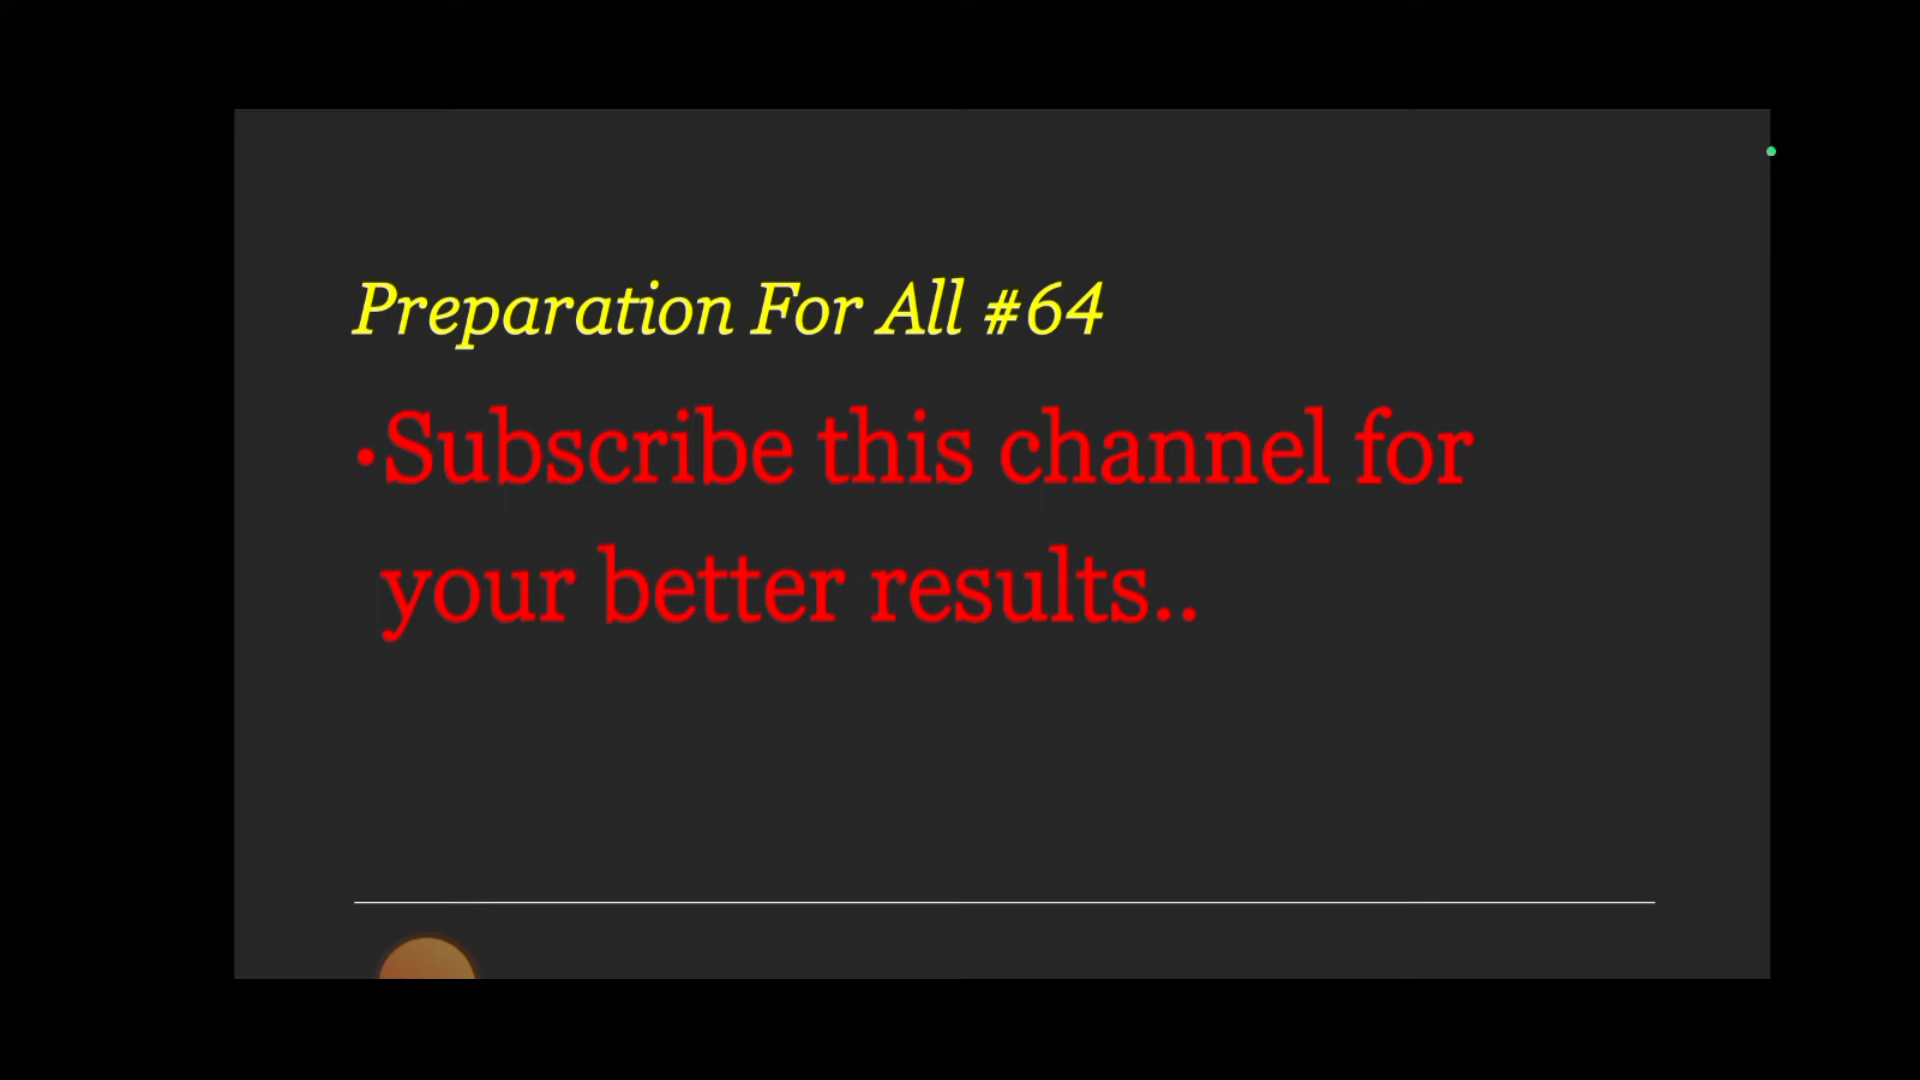 Preparation For All #64
•Subscribe this channel for
your better results..